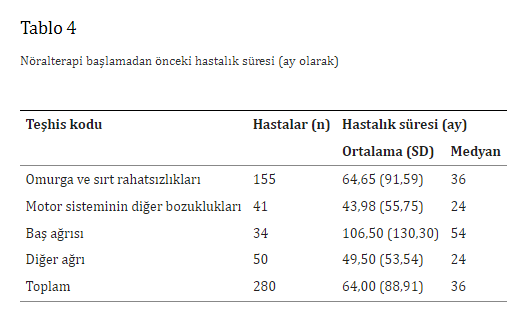 Tablo 4
Nöralterapi başlamadan önceki hastalık süresi (ay olarak)
Teşhis kodu Hastalar (n) Hastalık süresi (ay)
Ortalama (SD) Medyan
Omurga ve sırt rahatsızlıkları 155 64,65 (91,59) 36
Motor sisteminin diğer bozuklukları 41 43,98 (55,75) 24
Baş ağrısı 34 106,50 (130,30) 54
Diğer ağrı 50 49,50 (53,54) 24
Toplam 280 64,00 (88,91) 36